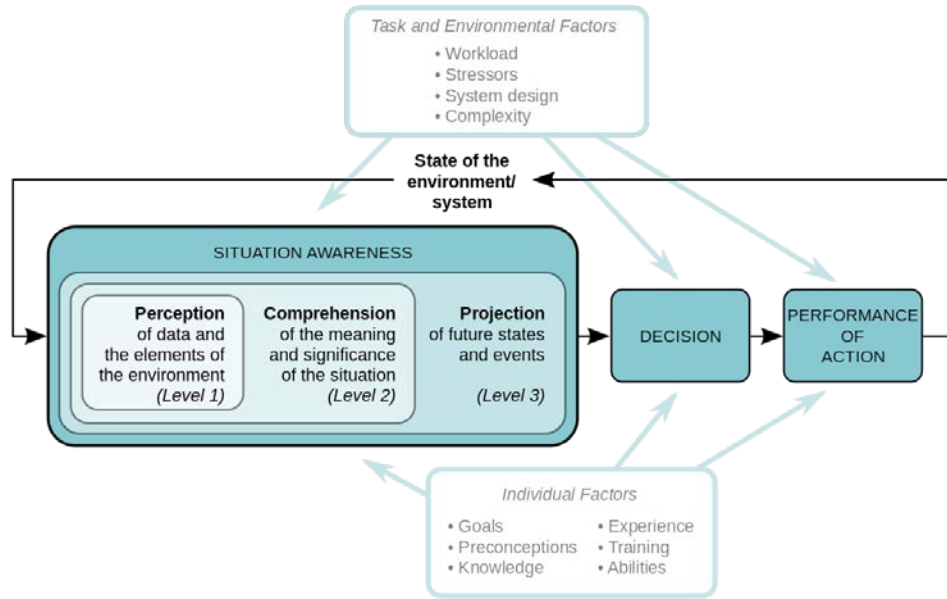 Task and Environmental Factors
• Workload
• Stressors
• System design
• Complexity
State of the
environment/
system
SITUATION AWARENESS
Perception
of data and
the elements of
the environment
(Level 1)
Comprehension
of the meaning
and significance
of the situation
(Level 2)
Projection
of future states
and events
(Level 3)
DECISION
PERFORMANCE
OF
ACTION
Individual Factors
• Goals
• Preconceptions
• Knowledge
• Experience
• Training
• Abilities